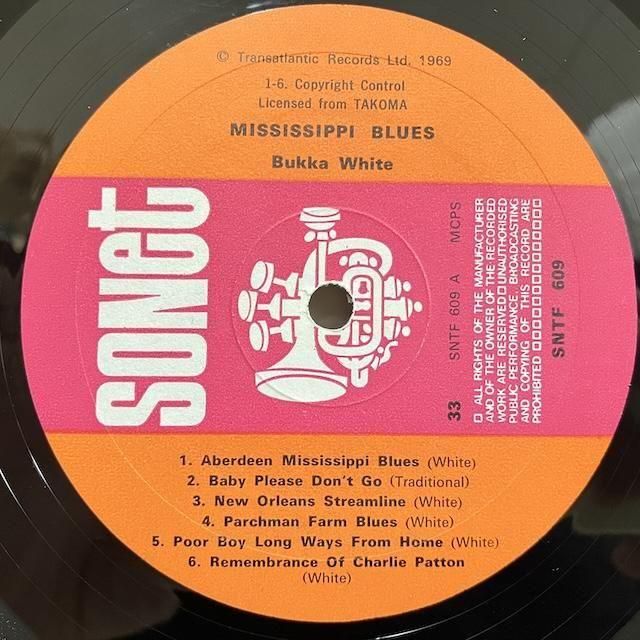 © Transatlantic Records Ltd, 1969
1-6. Copyright Control
Licensed from TAKOMA
MISSISSIPPI BLUES
Bukka White
sonet
33
SNTF 609 A MCPS
ALL RIGHTS OF THE MANUFACTURER
AND OF THE OWNER OF THE RECORDED
WORK ARE RESERVED UNAUTHORISED
PUBLIC PERFORMANCE, BROADCASTING
AND COPYING OF THIS RECORD ARE
PROHIBITED
SNTF 609
1. Aberdeen Mississippi Blues (White)
2. Baby Please Don't Go (Traditional)
3. New Orleans Streamline (White)
4. Parchman Farm Blues (White)
5. Poor Boy Long Ways From Home (White)
6. Remembrance Of Charlie Patton
(White)